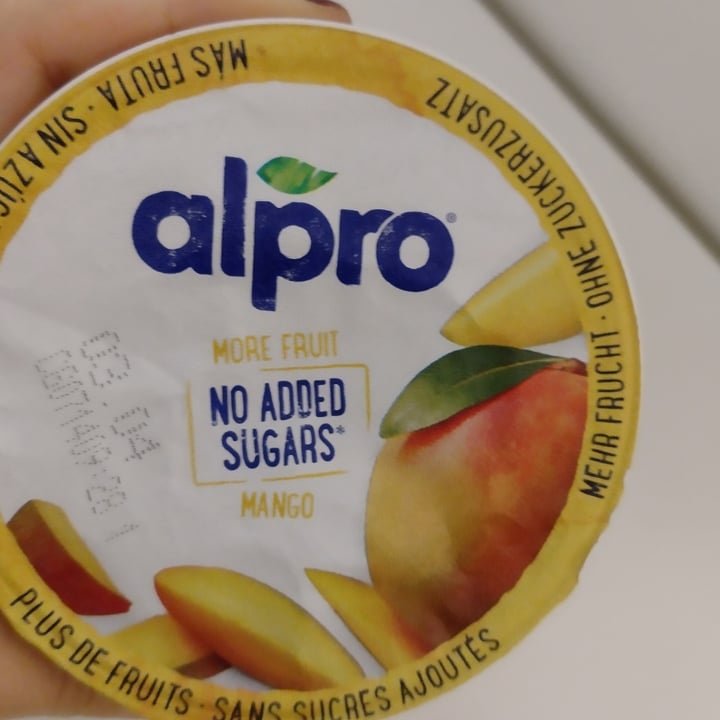 alpro®
MORE FRUIT
NO ADDED
SUGARS*
MANGO
MEHR FRUCHT · OHNE ZUCKERZUSATZ
MÁS FRUTA · SIN
PLUS DE FRUITS · SANS SUCRES AJOUTÉS